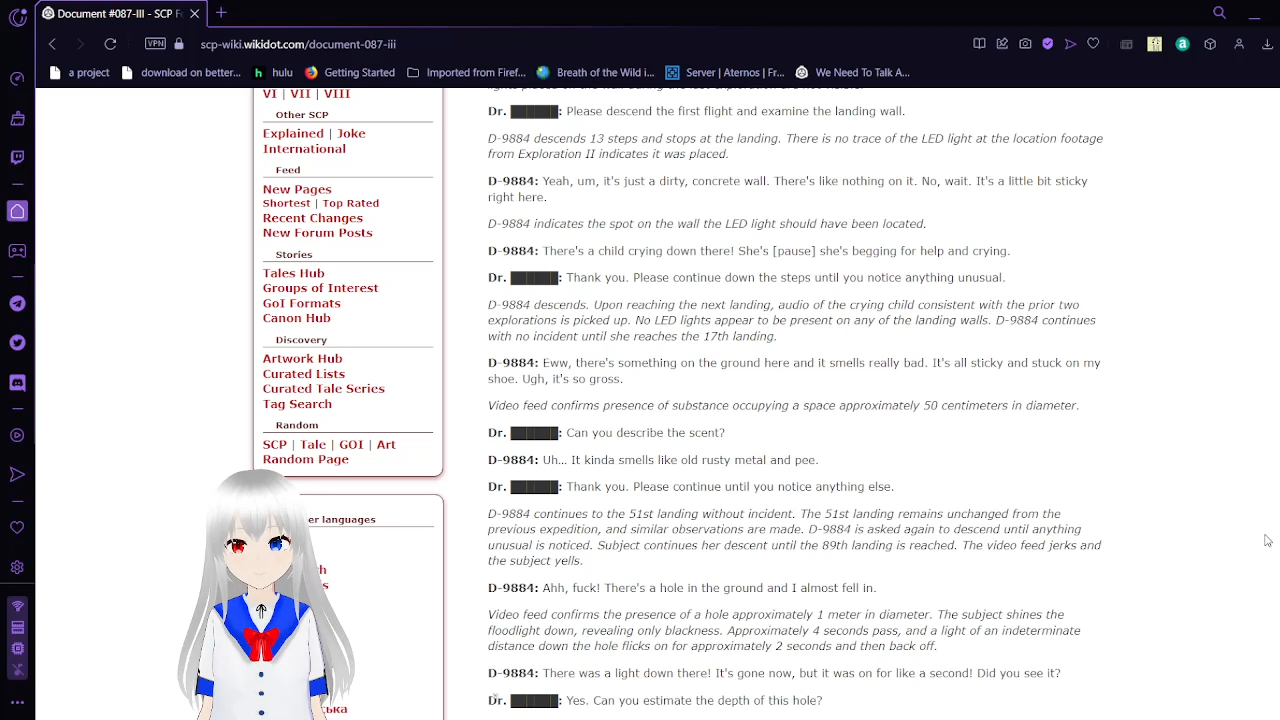 Document #087-III - SCP F
scp-wiki.wikidot.com/document-087-iii
VPN
a project
download on better...
hulu
Getting Started
Imported from Firef...
Breath of the Wild i...
Server | Aternos | Fr...
We Need To Talk A...
VI | VII | VIII
Other SCP
Explained | Joke
International
Feed
New Pages
Shortest | Top Rated
Recent Changes
New Forum Posts
Stories
Tales Hub
Groups of Interest
GoI Formats
Canon Hub
Discovery
Artwork Hub
Curated Lists
Curated Tale Series
Tag Search
Random
SCP | Tale | GOI | Art
Random Page
languages
Dr. ██████: Please descend the first flight and examine the landing wall.
D-9884 descends 13 steps and stops at the landing. There is no trace of the LED light at the location footage
from Exploration II indicates it was placed.
D-9884: Yeah, um, it's just a dirty, concrete wall. There's like nothing on it. No, wait. It's a little bit sticky
right here.
D-9884 indicates the spot on the wall the LED light should have been located.
D-9884: There's a child crying down there! She's [pause] she's begging for help and crying.
Dr. ██████: Thank you. Please continue down the steps until you notice anything unusual.
D-9884 descends. Upon reaching the next landing, audio of the crying child consistent with the prior two
explorations is picked up. No LED lights appear to be present on any of the landing walls. D-9884 continues
with no incident until she reaches the 17th landing.
D-9884: Eww, there's something on the ground here and it smells really bad. It's all sticky and stuck on my
shoe. Ugh, it's so gross.
Video feed confirms presence of substance occupying a space approximately 50 centimeters in diameter.
Dr. ██████: Can you describe the scent?
D-9884: Uh... It kinda smells like old rusty metal and pee.
Dr. ██████: Thank you. Please continue until you notice anything else.
D-9884 continues to the 51st landing without incident. The 51st landing remains unchanged from the
previous expedition, and similar observations are made. D-9884 is asked again to descend until anything
unusual is noticed. Subject continues her descent until the 89th landing is reached. The video feed jerks and
the subject yells.
D-9884: Ahh, fuck! There's a hole in the ground and I almost fell in.
Video feed confirms the presence of a hole approximately 1 meter in diameter. The subject shines the
floodlight down, revealing only blackness. Approximately 4 seconds pass, and a light of an indeterminate
distance down the hole flicks on for approximately 2 seconds and then back off.
D-9884: There was a light down there! It's gone now, but it was on for like a second! Did you see it?
Dr. ██████: Yes. Can you estimate the depth of this hole?